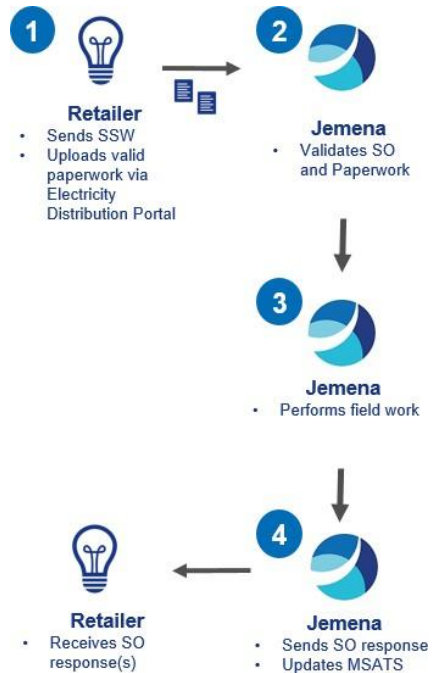 1
Retailer
• Sends SSW
• Uploads valid
paperwork via
Electricity
Distribution Portal
2
Jemena
• Validates SO
and Paperwork
3
Jemena
• Performs field work
4
Jemena
• Sends SO response
• Updates MSATS
Retailer
• Receives SO
response(s)